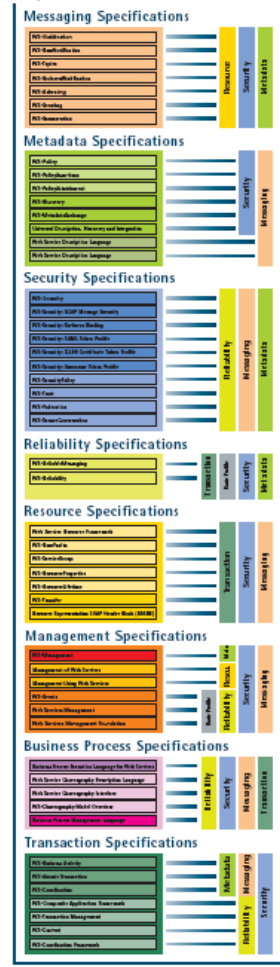 Messaging Specifications
WS-Notification
WS-BaseNotification
WS-Topics
WS-BrokeredNotification
WS-Addressing
WS-Eventing
WS-Enumeration
Resource
Security
Metadata
Metadata Specifications
WS-Policy
WS-PolicyAssertions
WS-PolicyAttachment
WS-Discovery
WS-MetadataExchange
Universal Description, Discovery and Integration
Web Service Description Language
Web Service Description Language
Security
Messaging
Security Specifications
WS-Security
WS-Security: SOAP Message Security
WS-Security: Kerberos Binding
WS-Security: SAML Token Profile
WS-Security: X.509 Certificate Token Profile
WS-Security: Username Token Profile
WS-SecurityPolicy
WS-Trust
WS-Federation
WS-SecureConversation
Reliability
Messaging
Metadata
Reliability Specifications
WS-ReliableMessaging
WS-Reliability
Transaction
Basic Profile
Security
Metadata
Resource Specifications
Web Service Resource Framework
WS-BaseFaults
WS-ServiceGroup
WS-ResourceProperties
WS-ResourceLifetime
WS-Transfer
Resource Representation SOAP Header Block (RRSHB)
Transaction
Security
Messaging
Management Specifications
WS-Management
Management of Web Services
Management Using Web Services
WS-Events
Web Services Management
Web Services Management Foundation
Meta
Resou.
Basic Profile
Reliability
Security
Messaging
Business Process Specifications
Business Process Execution Language for Web Services
Web Service Choreography Description Language
Web Service Choreography Interface
WS-Choreography Model Overview
Business Process Management Language
Reliability
Security
Messaging
Transaction
Transaction Specifications
WS-Business Activity
WS-Atomic Transaction
WS-Coordination
WS-Composite Application Framework
WS-Transaction Management
WS-Context
WS-Coordination Framework
Metadata
Messaging
Reliability
Security